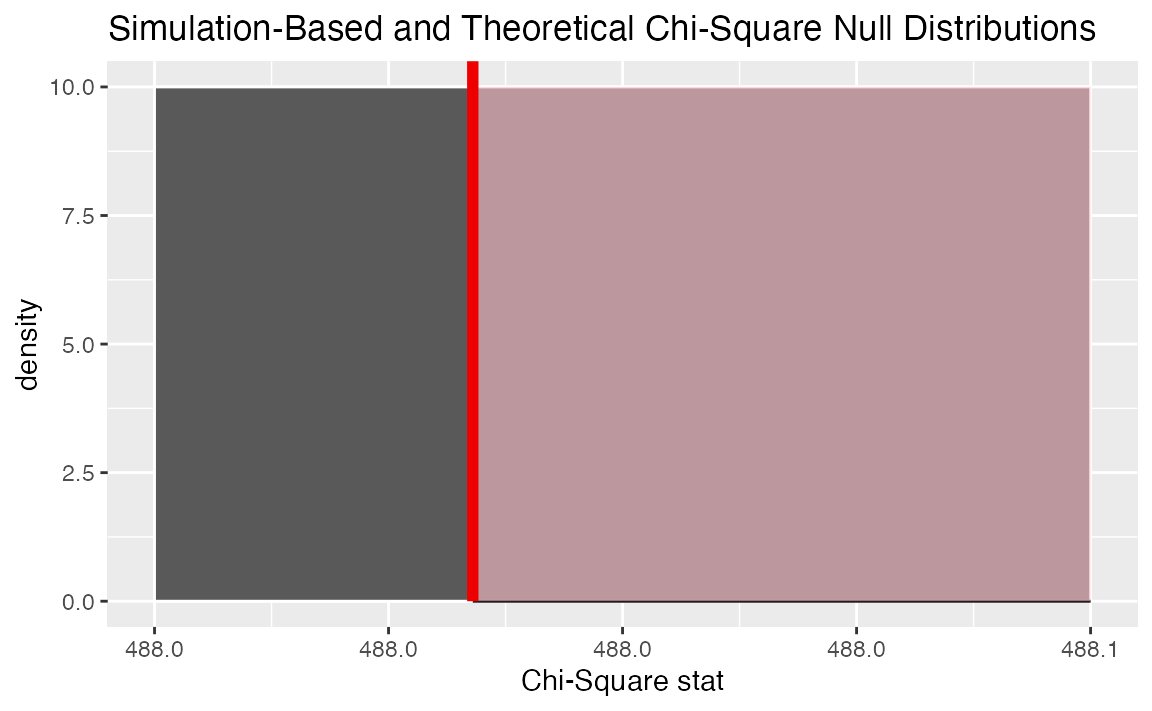 Simulation-Based and Theoretical Chi-Square Null Distributions
10.0
7.5
5.0
2.5
0.0
density
488.0 488.0 488.0 488.0 488.1
Chi-Square stat